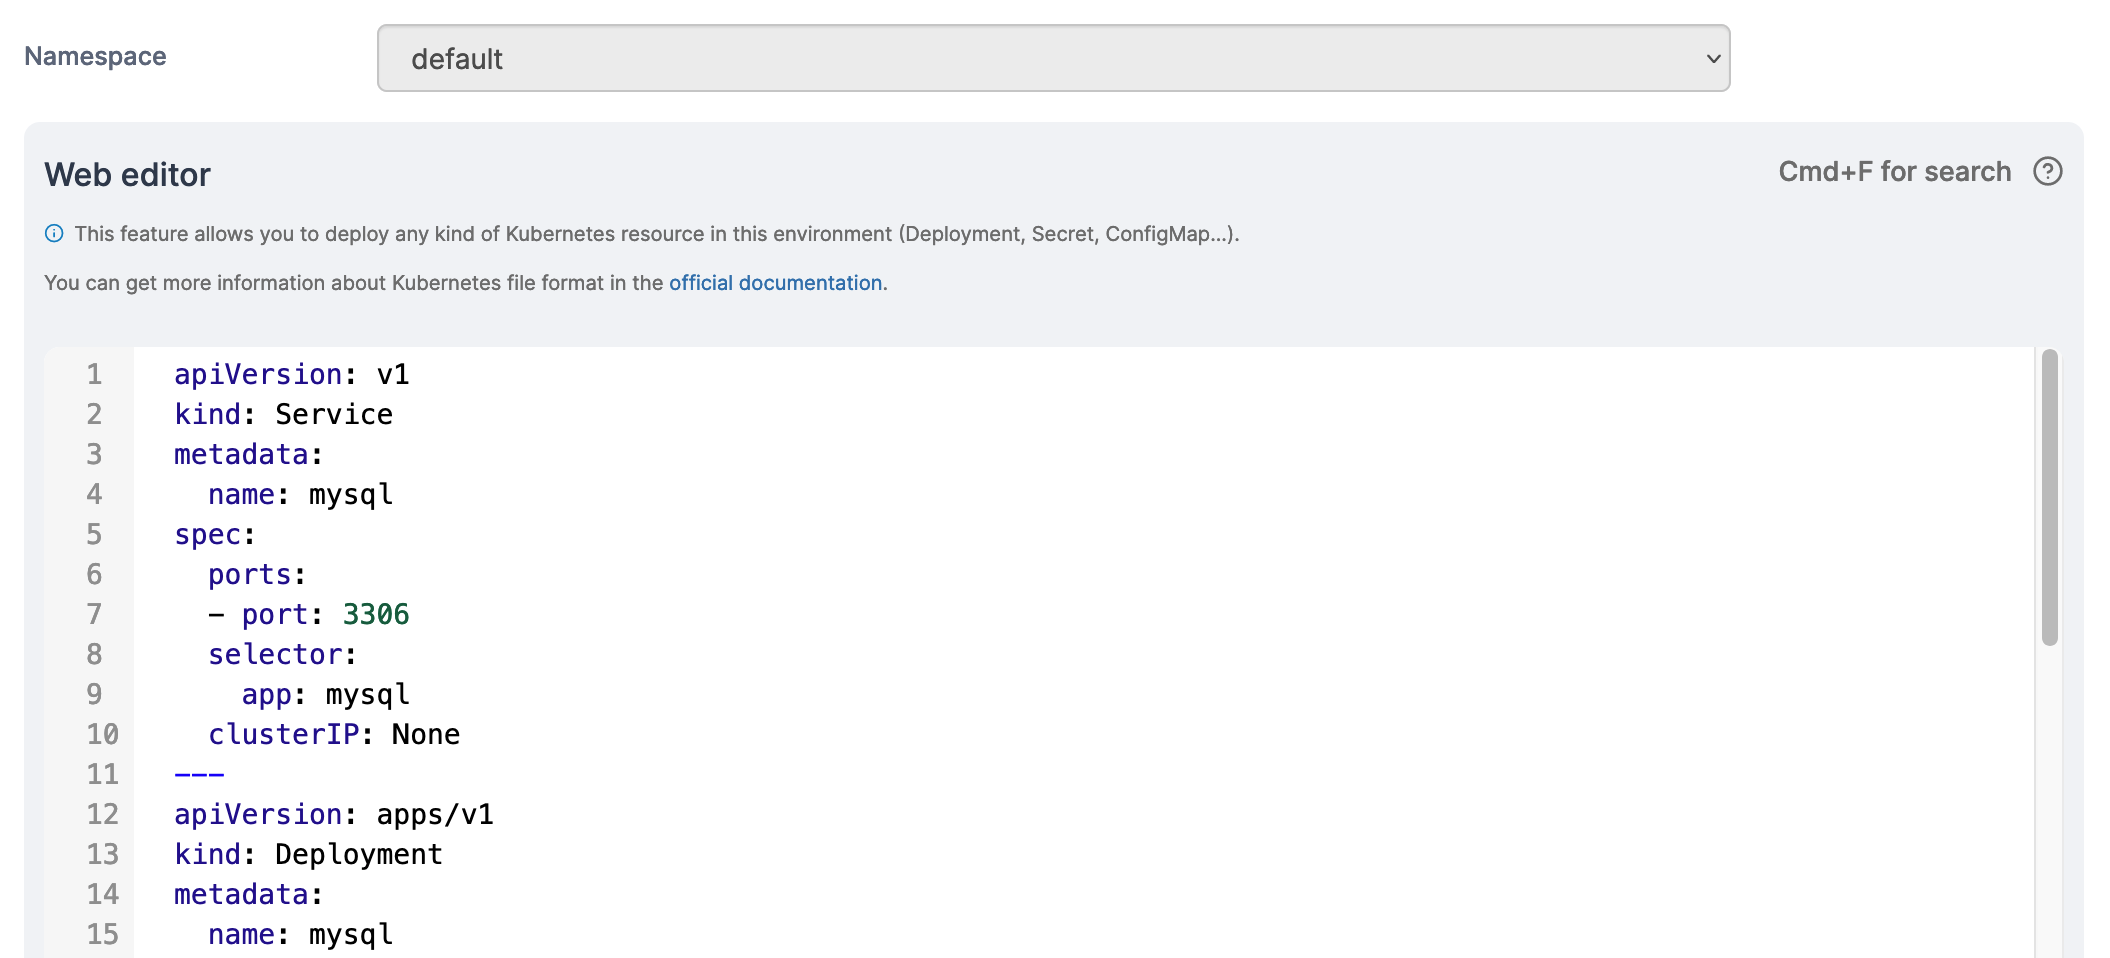 Namespace
default
Web editor
Cmd+F for search
This feature allows you to deploy any kind of Kubernetes resource in this environment (Deployment, Secret, ConfigMap...).
You can get more information about Kubernetes file format in the official documentation.
1 apiVersion: v1
2 kind: Service
3 metadata:
4   name: mysql
5 spec:
6   ports:
7   - port: 3306
8   selector:
9     app: mysql
10   clusterIP: None
11 ---
12 apiVersion: apps/v1
13 kind: Deployment
14 metadata:
15   name: mysql